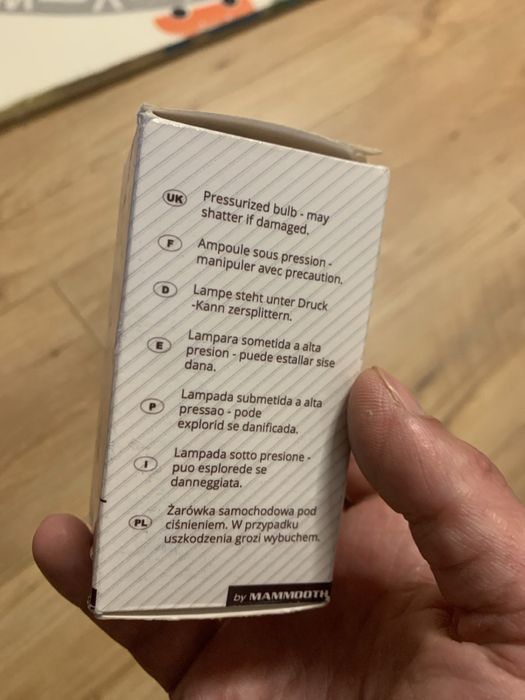 UK
Pressurized bulb - may
shatter if damaged.
F
Ampoule sous pression -
manipuler avec precaution.
D
Lampe steht unter Druck
-Kann zersplittern.
E
Lampara sometida a alta
presion - puede estallar sise
dana.
P
Lampada submetida a alta
pressao - pode
explorid se danificada.
I
Lampada sotto presione -
puo esplorede se
danneggiata.
PL
Żarówka samochodowa pod
ciśnieniem. W przypadku
uszkodzenia grozi wybuchem.
by MAMMOOTH